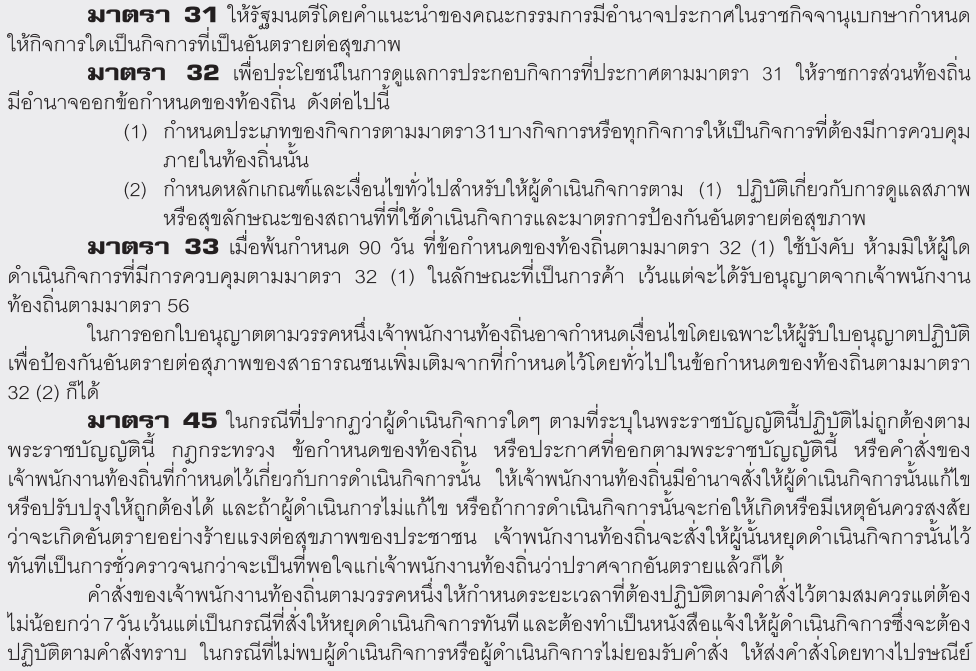 มาตรา 31 ให้รัฐมนตรีโดยคำแนะนำของคณะกรรมการมีอำนาจประกาศในราชกิจจานุเบกษากำหนด
ให้กิจการใดเป็นกิจการที่เป็นอันตรายต่อสุขภาพ
มาตรา 32 เพื่อประโยชน์ในการดูแลการประกอบกิจการที่ประกาศตามมาตรา 31 ให้ราชการส่วนท้องถิ่น
มีอำนาจออกข้อกำหนดของท้องถิ่น ดังต่อไปนี้
(1) กำหนดประเภทของกิจการตามมาตรา31บางกิจการหรือทุกกิจการให้เป็นกิจการที่ต้องมีการควบคุม
ภายในท้องถิ่นนั้น
(2) กำหนดหลักเกณฑ์และเงื่อนไขทั่วไปสำหรับให้ผู้ดำเนินกิจการตาม (1) ปฏิบัติเกี่ยวกับการดูแลสภาพ
หรือสุขลักษณะของสถานที่ที่ใช้ดำเนินกิจการและมาตรการป้องกันอันตรายต่อสุขภาพ
มาตรา 33 เมื่อพ้นกำหนด 90 วัน ที่ข้อกำหนดของท้องถิ่นตามมาตรา 32 (1) ใช้บังคับ ห้ามมิให้ผู้ใด
ดำเนินกิจการที่มีการควบคุมตามมาตรา 32 (1) ในลักษณะที่เป็นการค้า เว้นแต่จะได้รับอนุญาตจากเจ้าพนักงาน
ท้องถิ่นตามมาตรา 56
ในการออกใบอนุญาตตามวรรคหนึ่งเจ้าพนักงานท้องถิ่นอาจกำหนดเงื่อนไขโดยเฉพาะให้ผู้รับใบอนุญาตปฏิบัติ
เพื่อป้องกันอันตรายต่อสุภาพของสาธารณชนเพิ่มเติมจากที่กำหนดไว้โดยทั่วไปในข้อกำหนดของท้องถิ่นตามมาตรา
32 (2) ก็ได้
มาตรา 45 ในกรณีที่ปรากฏว่าผู้ดำเนินกิจการใดๆ ตามที่ระบุในพระราชบัญญัตินี้ปฏิบัติไม่ถูกต้องตาม
พระราชบัญญัตินี้ กฎกระทรวง ข้อกำหนดของท้องถิ่น หรือประกาศที่ออกตามพระราชบัญญัตินี้ หรือคำสั่งของ
เจ้าพนักงานท้องถิ่นที่กำหนดไว้เกี่ยวกับการดำเนินกิจการนั้น ให้เจ้าพนักงานท้องถิ่นมีอำนาจสั่งให้ผู้ดำเนินกิจการนั้นแก้ไข
หรือปรับปรุงให้ถูกต้องได้ และถ้าผู้ดำเนินการไม่แก้ไข หรือถ้าการดำเนินกิจการนั้นจะก่อให้เกิดหรือมีเหตุอันควรสงสัย
ว่าจะเกิดอันตรายอย่างร้ายแรงต่อสุขภาพของประชาชน เจ้าพนักงานท้องถิ่นจะสั่งให้ผู้นั้นหยุดดำเนินกิจการนั้นไว้
ทันทีเป็นการชั่วคราวจนกว่าจะเป็นที่พอใจแก่เจ้าพนักงานท้องถิ่นว่าปราศจากอันตรายแล้วก็ได้
คำสั่งของเจ้าพนักงานท้องถิ่นตามวรรคหนึ่งให้กำหนดระยะเวลาที่ต้องปฏิบัติตามคำสั่งไว้ตามสมควรแต่ต้อง
ไม่น้อยกว่า 7 วัน เว้นแต่เป็นกรณีที่สั่งให้หยุดดำเนินกิจการทันที และต้องทำเป็นหนังสือแจ้งให้ผู้ดำเนินกิจการซึ่งจะต้อง
ปฏิบัติตามคำสั่งทราบ ในกรณีที่ไม่พบผู้ดำเนินกิจการหรือผู้ดำเนินกิจการไม่ยอมรับคำสั่ง ให้ส่งคำสั่งโดยทางไปรษณีย์